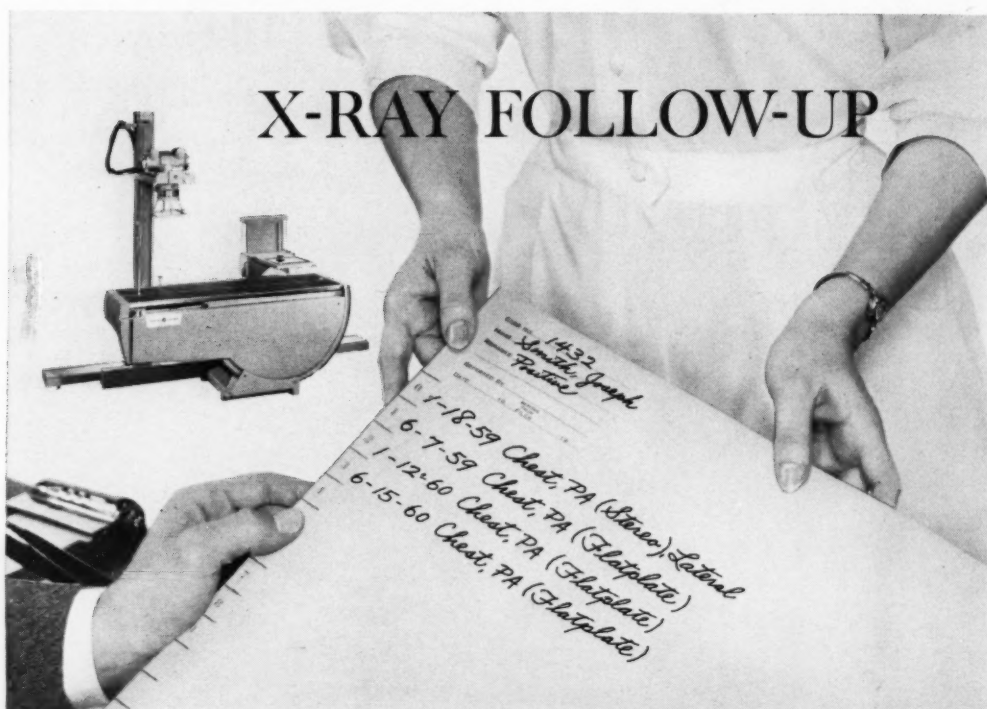 X-RAY FOLLOW-UP
1432
Smith, Joseph
Positive
1-18-59 Chest, PA (Stereo), Lateral
6-7-59 Chest, PA (Flatplate)
1-12-60 Chest, PA (Flatplate)
6-15-60 Chest, PA (Flatplate)